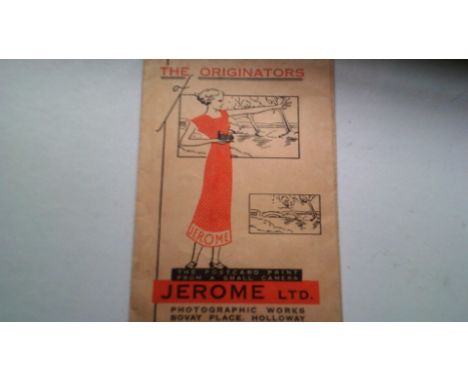 THE ORIGINATORS
JEROME
THE POSTCARD PRINT
FROM A SMALL CAMERA
JEROME LTD.
PHOTOGRAPHIC WORKS
BOVAY PLACE, HOLLOWAY